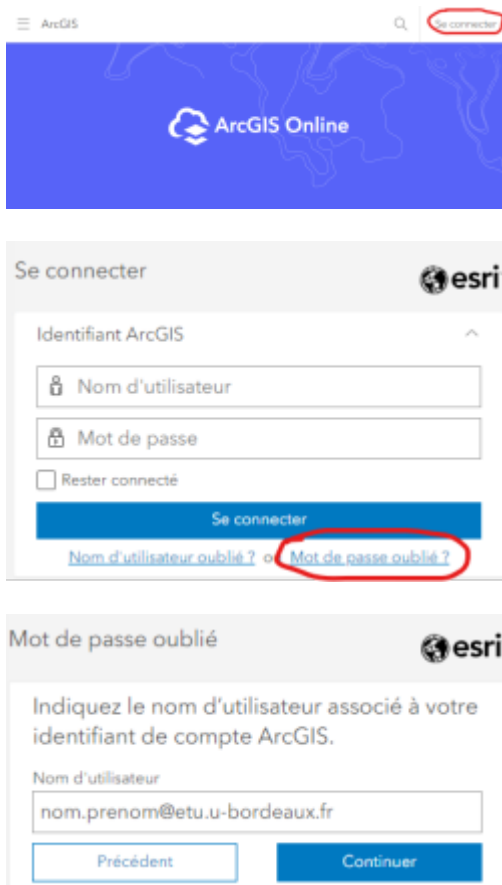 ArcGIS
Se connecter
ArcGIS Online
Se connecter
esri
Identifiant ArcGIS
Nom d'utilisateur
Mot de passe
Rester connecté
Se connecter
Nom d'utilisateur oublié ? o Mot de passe oublié ?
Mot de passe oublié
esri
Indiquez le nom d'utilisateur associé à votre
identifiant de compte ArcGIS.
Nom d'utilisateur
nom.prenom@etu.u-bordeaux.fr
Précédent Continuer